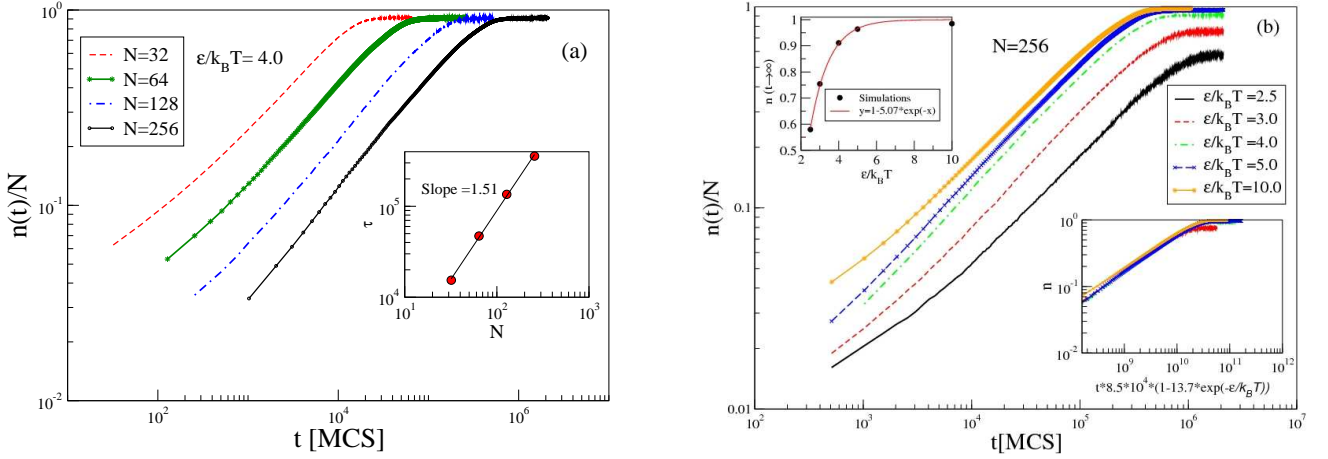 (a)
N=32
N=64
N=128
N=256
ε/k_BT= 4.0
n(t)/N
10^0
10^-1
10^-2
10^2
10^4
10^6
t [MCS]
Slope =1.51
τ
10^5
10^4
10^1
10^2
10^3
N
(b)
N=256
n(t)/N
1
0.1
0.01
10^2
10^3
10^4
10^5
10^6
10^7
t[MCS]
n (t→∞)
1
0.9
0.8
0.7
0.6
0.5
2
4
6
8
10
ε/k_BT
Simulations
y=1-5.07*exp(-x)
ε/k_BT =2.5
ε/k_BT =3.0
ε/k_BT =4.0
ε/k_BT =5.0
ε/k_BT =10.0
n
10^0
10^-1
10^-2
10^9
10^10
10^11
10^12
t*8.5*10^4*(1-13.7*exp(-ε/k_BT))